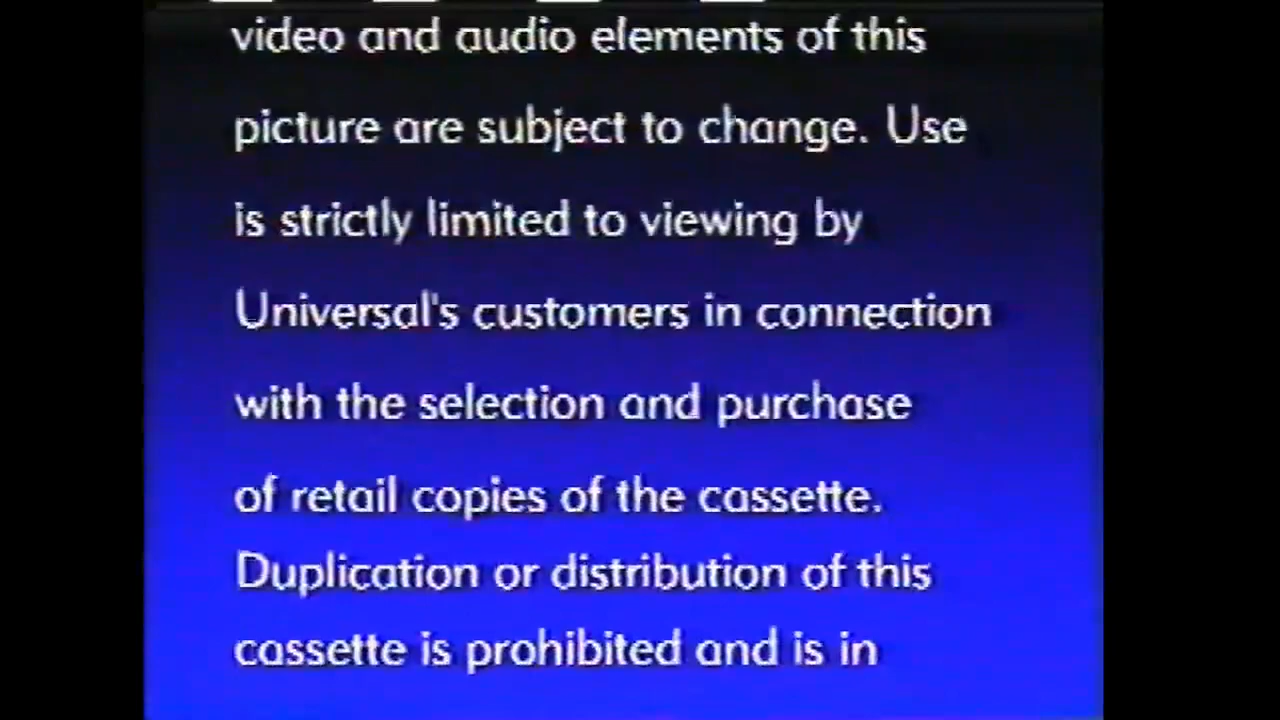 video and audio elements of this
picture are subject to change. Use
is strictly limited to viewing by
Universal's customers in connection
with the selection and purchase
of retail copies of the cassette.
Duplication or distribution of this
cassette is prohibited and is in